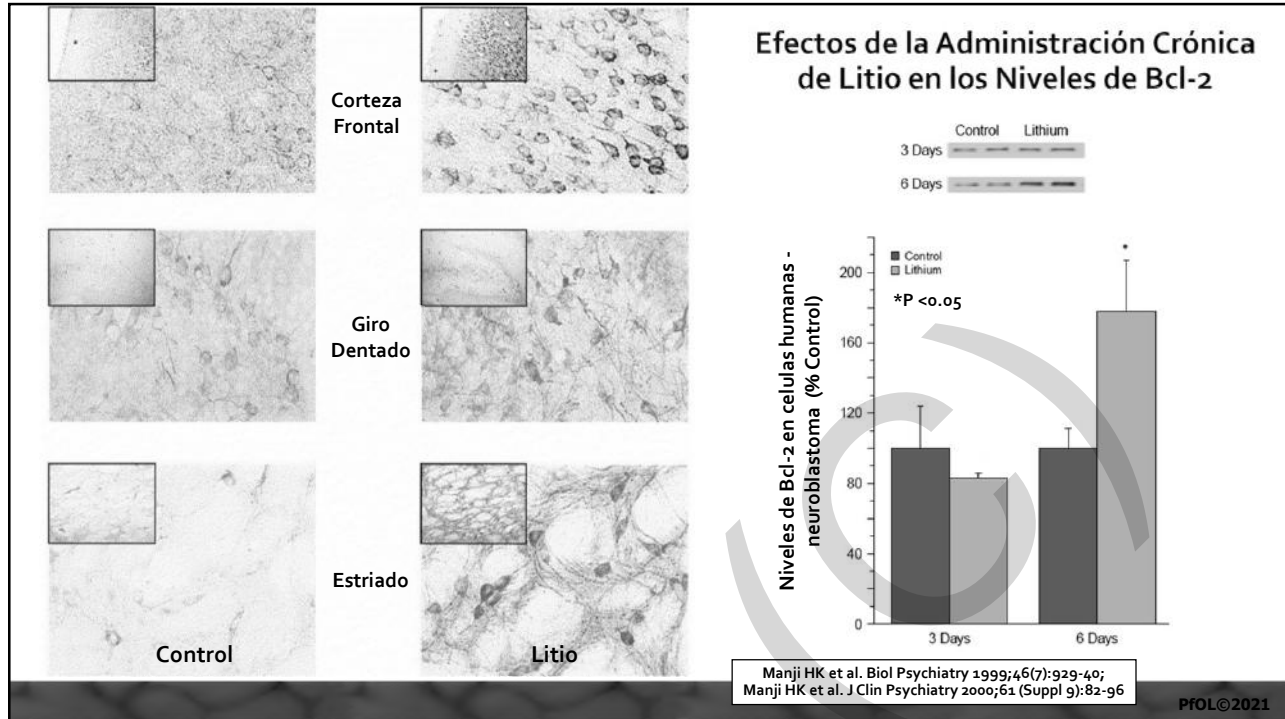 Efectos de la Administración Crónica
de Litio en los Niveles de Bcl-2
Corteza
Frontal
Giro
Dentado
Estriado
Control
Litio
Control Lithium
3 Days
6 Days
Control
Lithium
*P <0.05
*
Niveles de Bcl-2 en celulas humanas -
neuroblastoma (% Control)
200
160
120
80
40
0
3 Days
6 Days
Manji HK et al. Biol Psychiatry 1999;46(7):929-40;
Manji HK et al. J Clin Psychiatry 2000;61 (Suppl 9):82-96
PfOL©2021